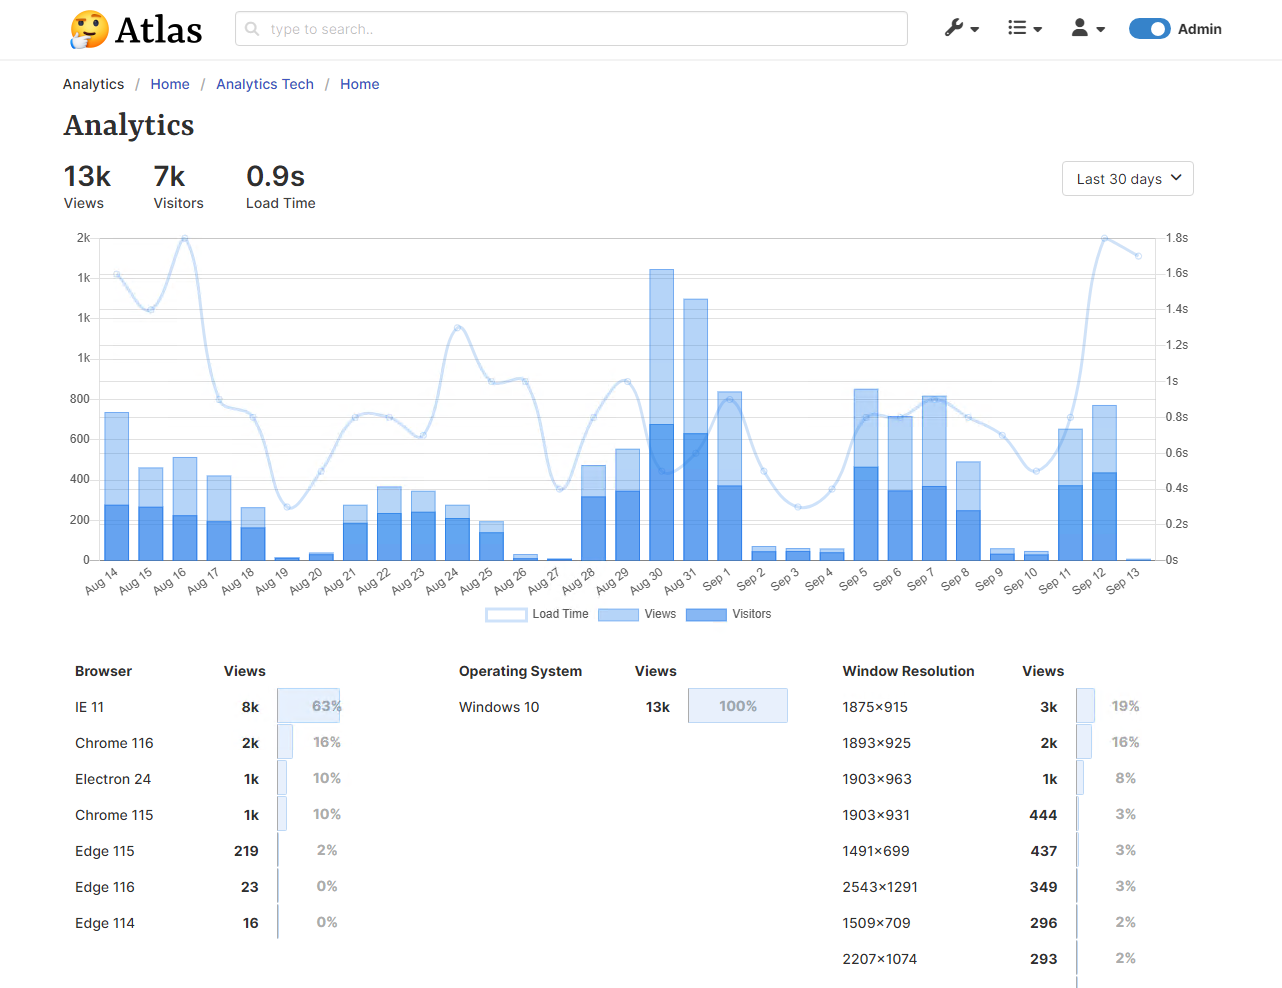 Atlas
type to search..
Admin
Analytics / Home / Analytics Tech / Home
Analytics
13k 7k 0.9s
Views Visitors Load Time
Last 30 days
2k
1k
1k
1k
800
600
400
200
0
1.8s
1.6s
1.4s
1.2s
1s
0.8s
0.6s
0.4s
0.2s
0s
Aug 14 Aug 15 Aug 16 Aug 17 Aug 18 Aug 19 Aug 20 Aug 21 Aug 22 Aug 23 Aug 24 Aug 25 Aug 26 Aug 27 Aug 28 Aug 29 Aug 30 Aug 31 Sep 1 Sep 2 Sep 3 Sep 4 Sep 5 Sep 6 Sep 7 Sep 8 Sep 9 Sep 10 Sep 11 Sep 12 Sep 13
Load Time Views Visitors
Browser Views
IE 11 8k 63%
Chrome 116 2k 16%
Electron 24 1k 10%
Chrome 115 1k 10%
Edge 115 219 2%
Edge 116 23 0%
Edge 114 16 0%
Operating System Views
Windows 10 13k 100%
Window Resolution Views
1875×915 3k 19%
1893×925 2k 16%
1903×963 1k 8%
1903×931 444 3%
1491×699 437 3%
2543×1291 349 3%
1509×709 296 2%
2207×1074 293 2%